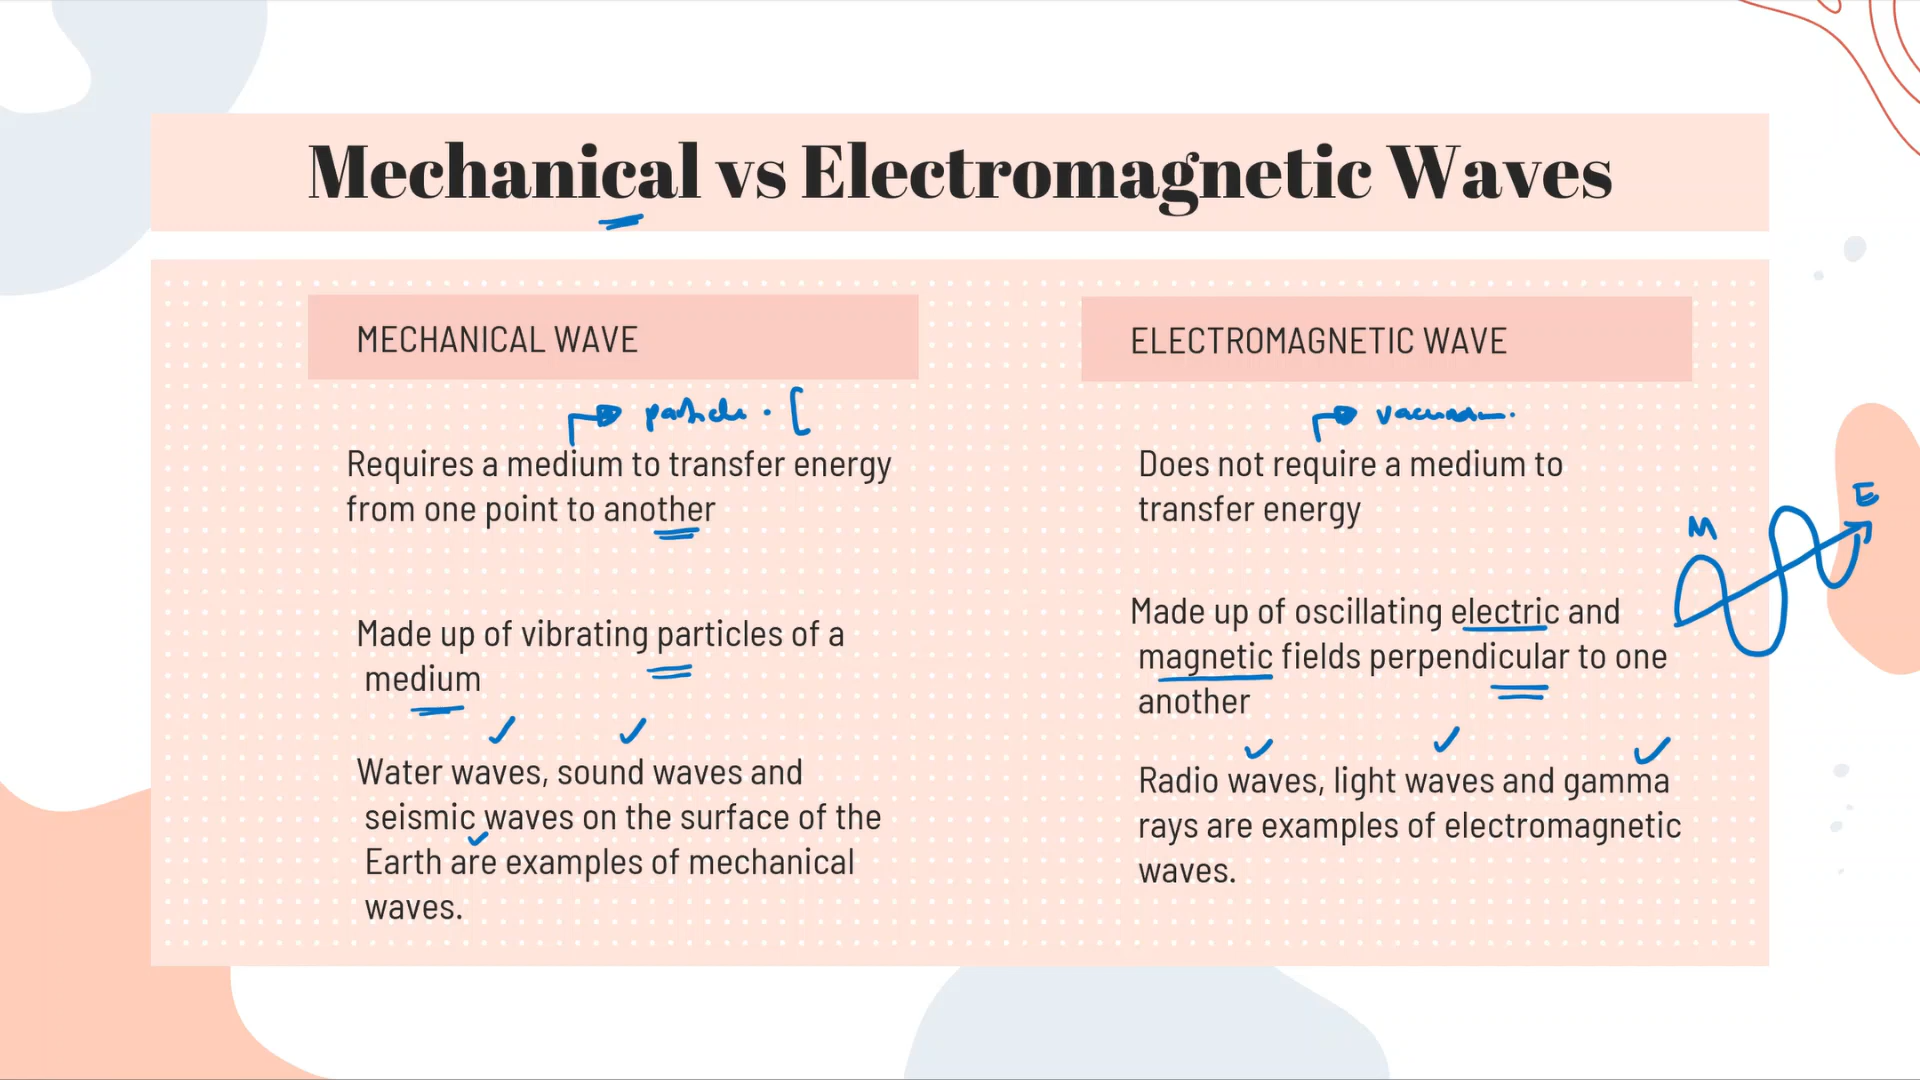 Mechanical vs Electromagnetic Waves
MECHANICAL WAVE
particle.
Requires a medium to transfer energy
from one point to another
Made up of vibrating particles of a
medium
Water waves, sound waves and
seismic waves on the surface of the
Earth are examples of mechanical
waves.
ELECTROMAGNETIC WAVE
vacuum.
Does not require a medium to
transfer energy
M
E
Made up of oscillating electric and
magnetic fields perpendicular to one
another
Radio waves, light waves and gamma
rays are examples of electromagnetic
waves.